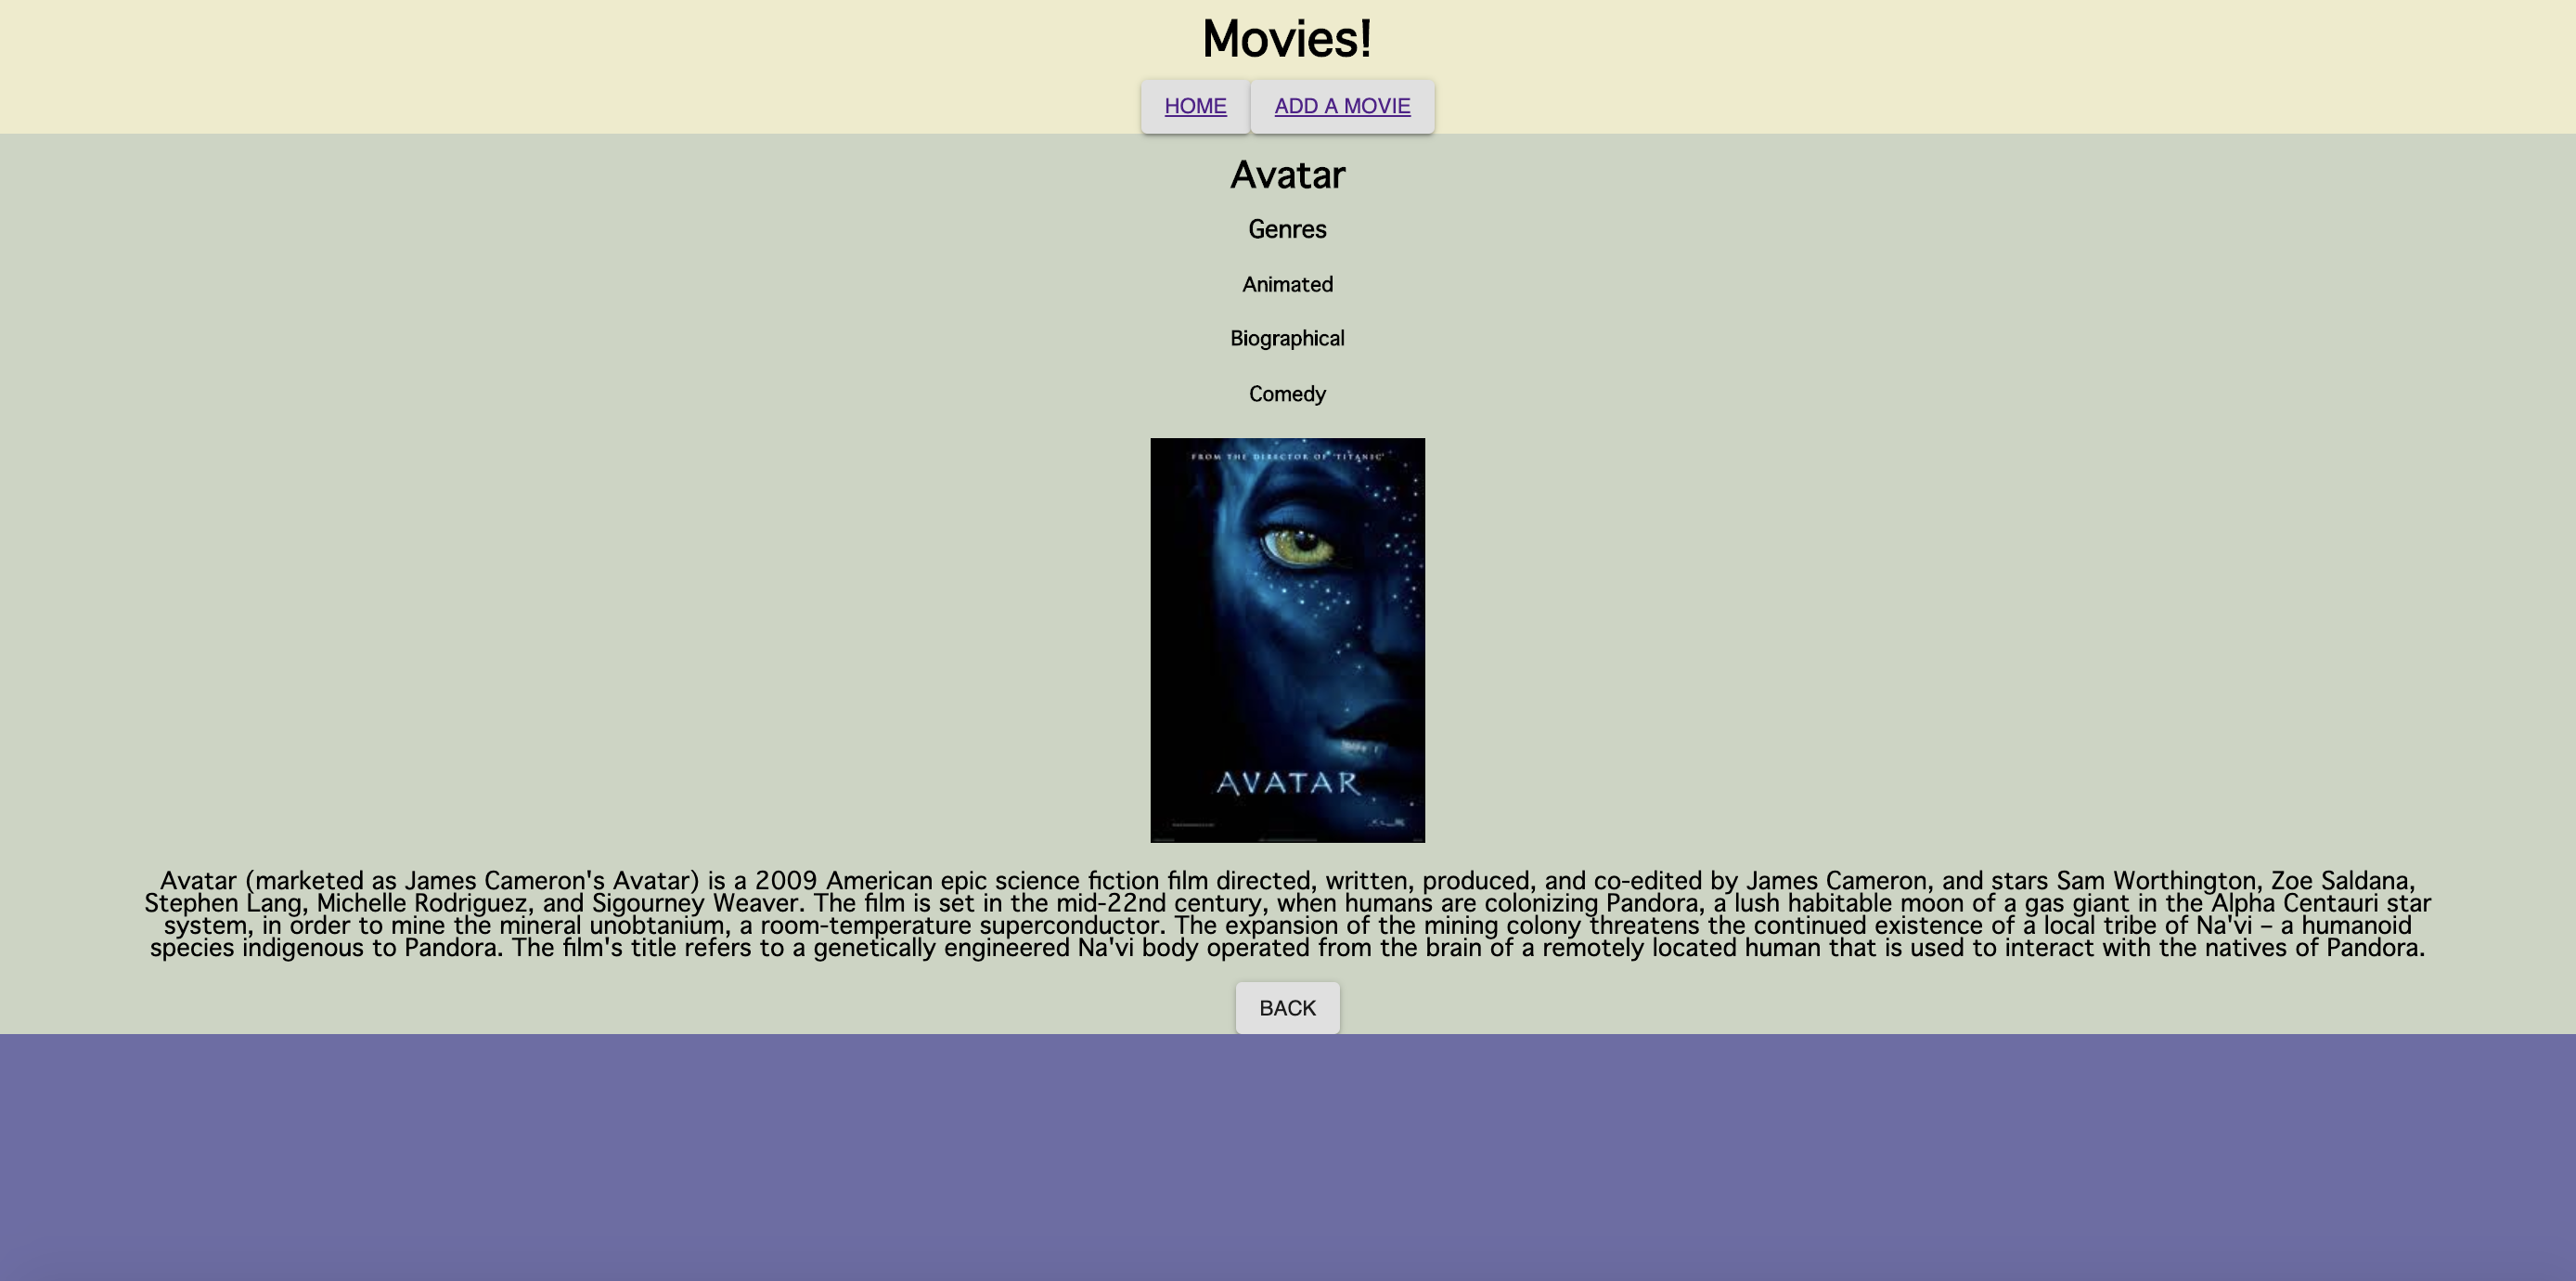 Movies!
HOME ADD A MOVIE
Avatar
Genres
Animated
Biographical
Comedy
FROM THE DIRECTOR OF 'TITANIC'
AVATAR
Avatar (marketed as James Cameron's Avatar) is a 2009 American epic science fiction film directed, written, produced, and co-edited by James Cameron, and stars Sam Worthington, Zoe Saldana,
Stephen Lang, Michelle Rodriguez, and Sigourney Weaver. The film is set in the mid-22nd century, when humans are colonizing Pandora, a lush habitable moon of a gas giant in the Alpha Centauri star
system, in order to mine the mineral unobtanium, a room-temperature superconductor. The expansion of the mining colony threatens the continued existence of a local tribe of Na'vi – a humanoid
species indigenous to Pandora. The film's title refers to a genetically engineered Na'vi body operated from the brain of a remotely located human that is used to interact with the natives of Pandora.
BACK